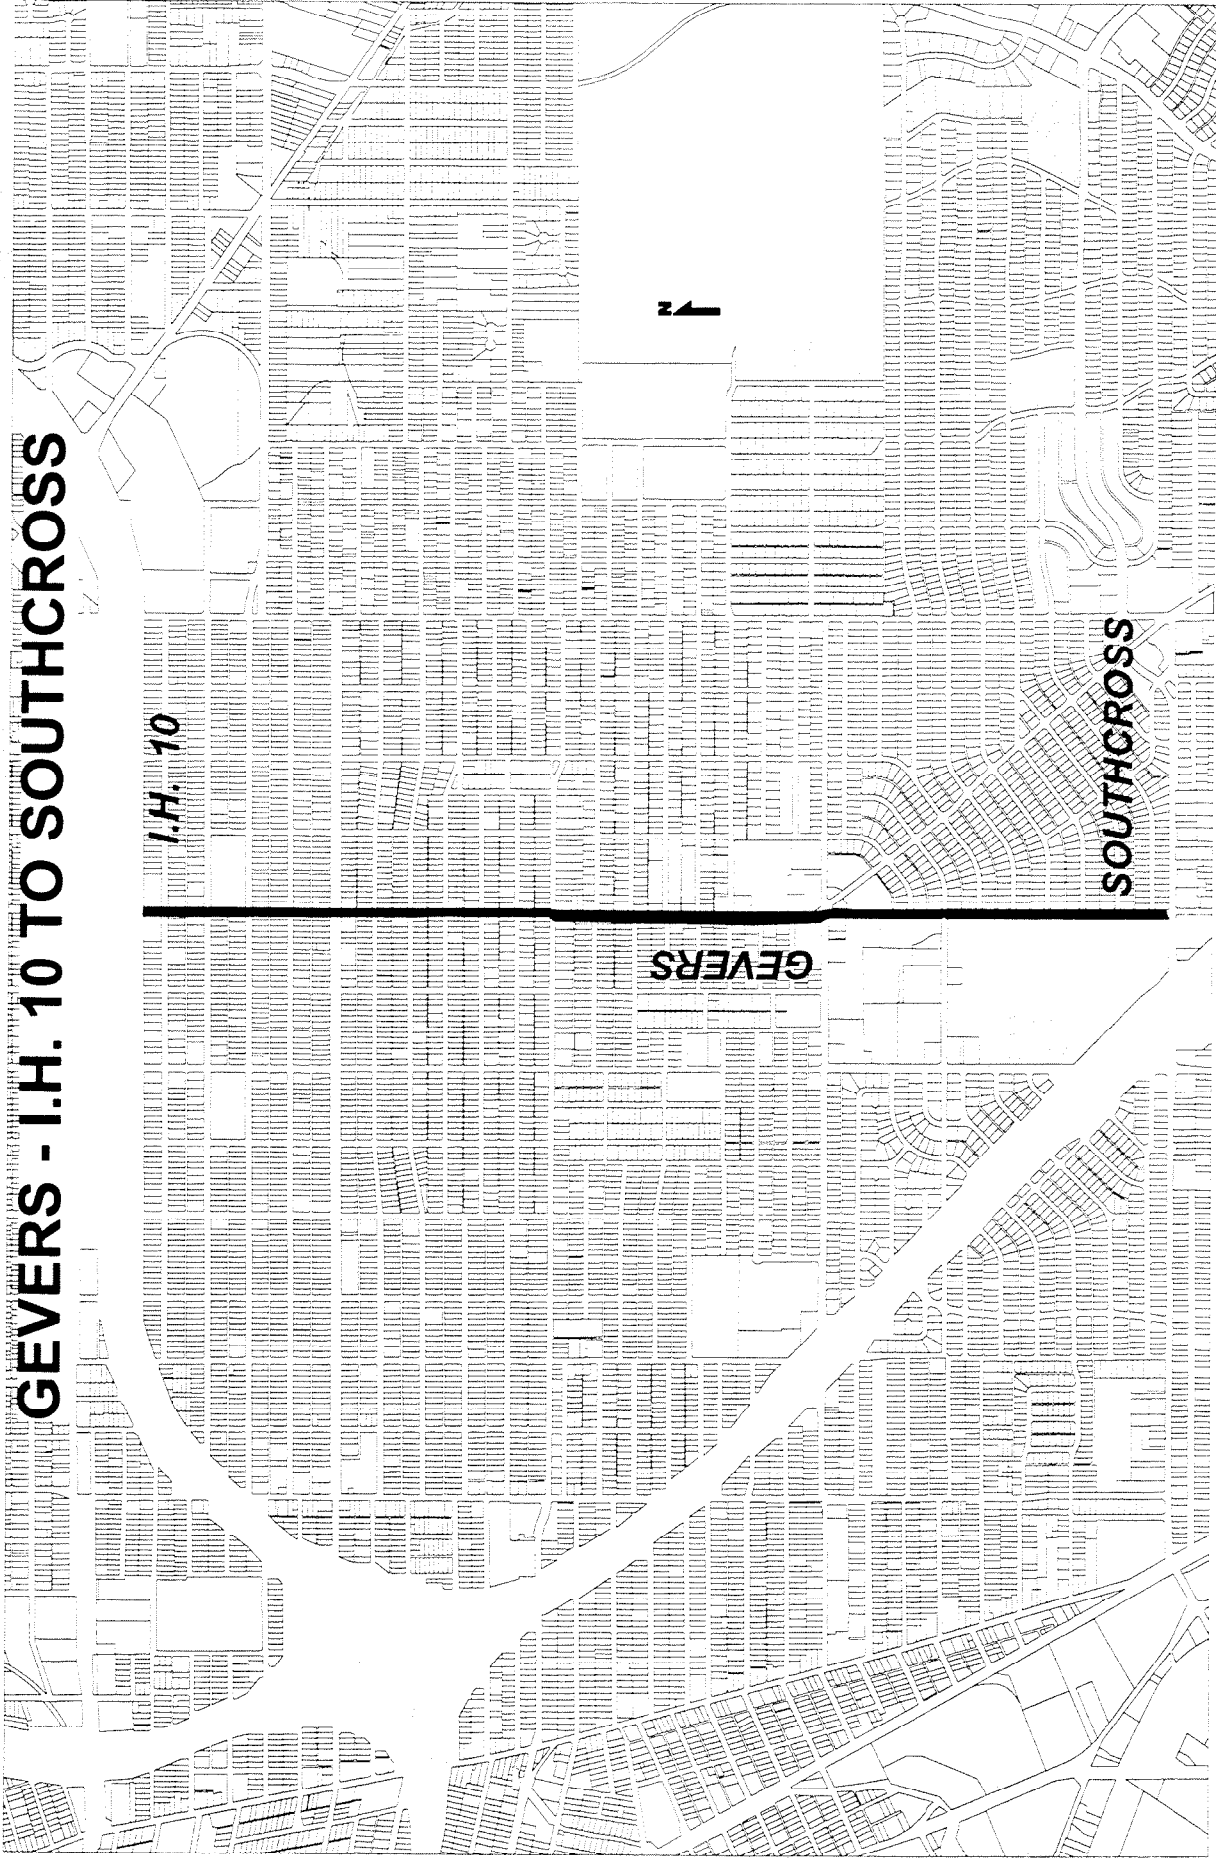 GEVERS - I.H. 10 TO SOUTHCROSS
I.H. 10
GEVERS
SOUTHCROSS
N